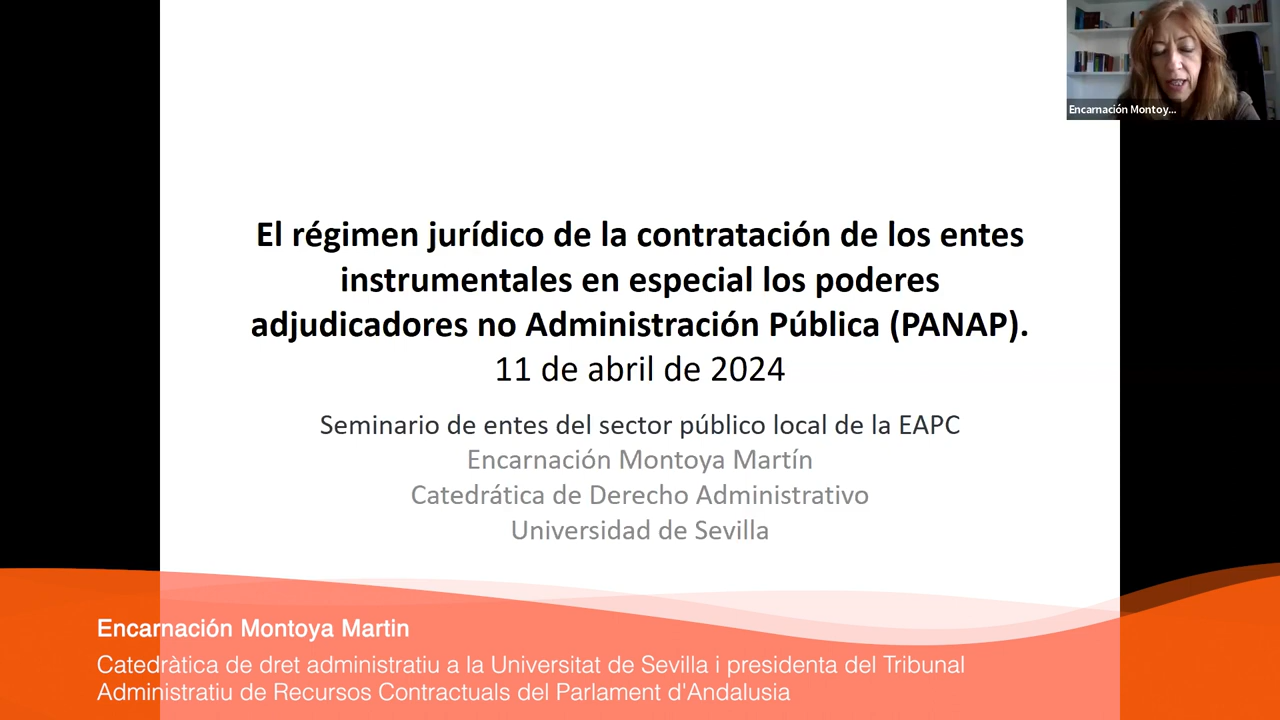 Encarnación Montoy...
El régimen jurídico de la contratación de los entes
instrumentales en especial los poderes
adjudicadores no Administración Pública (PANAP).
11 de abril de 2024
Seminario de entes del sector público local de la EAPC
Encarnación Montoya Martín
Catedrática de Derecho Administrativo
Universidad de Sevilla
Encarnación Montoya Martin
Catedràtica de dret administratiu a la Universitat de Sevilla i presidenta del Tribunal
Administratiu de Recursos Contractuals del Parlament d'Andalusia